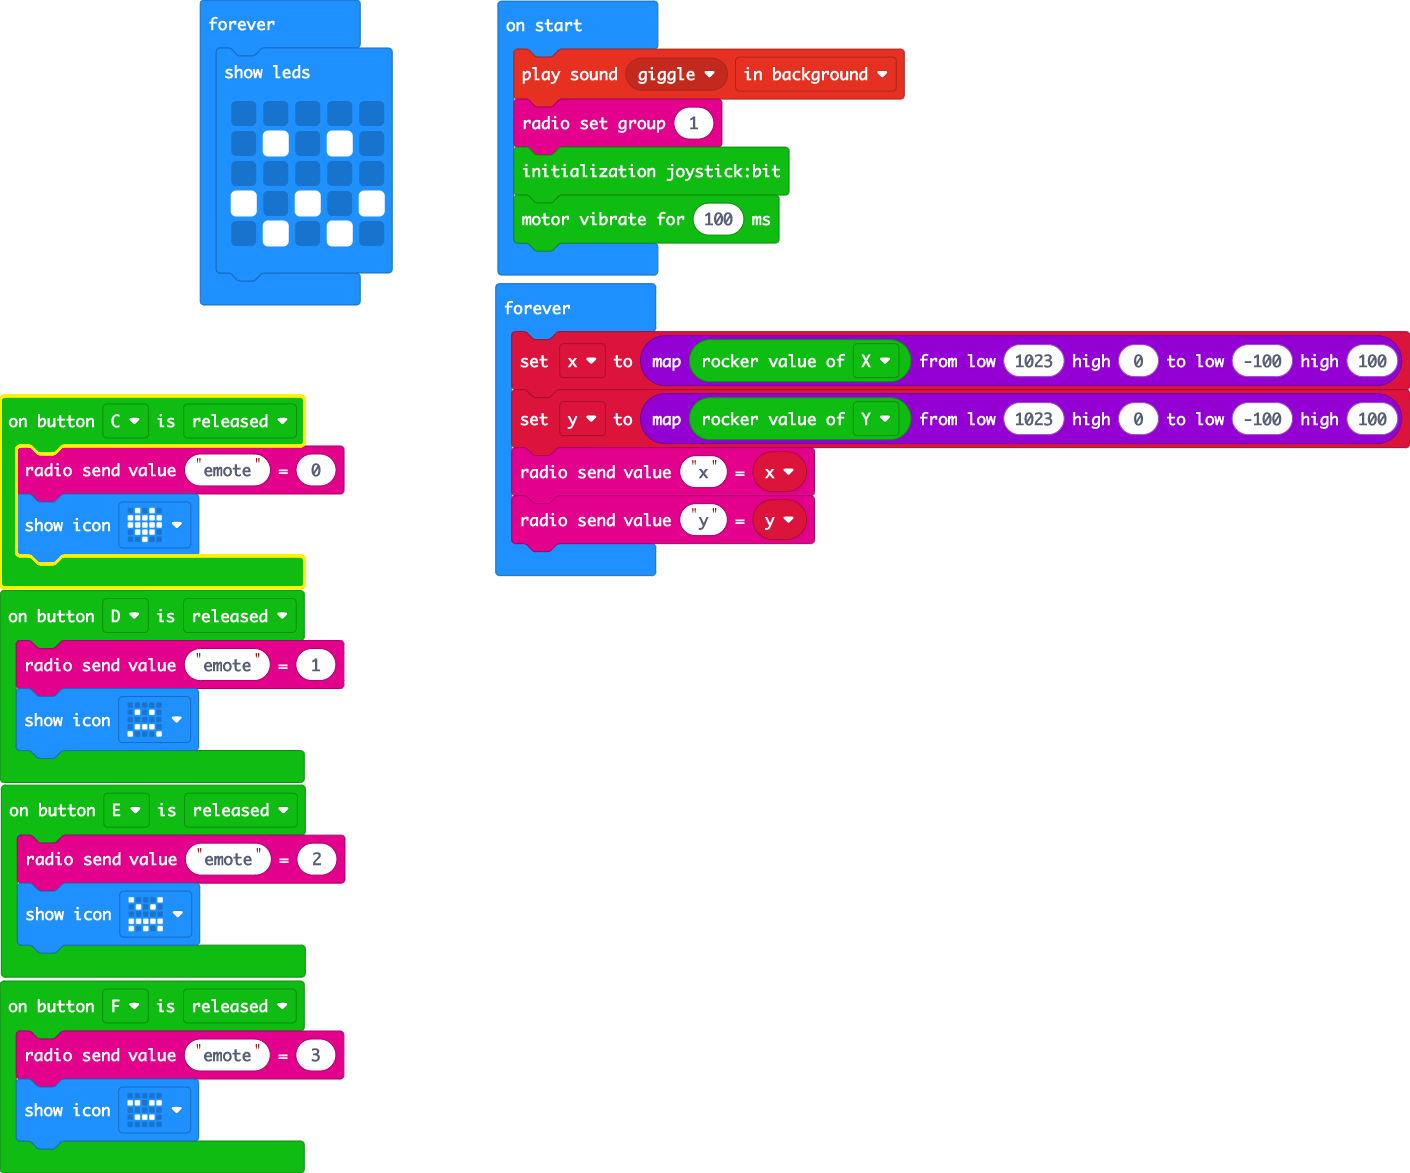 forever
show leds
on start
play sound giggle in background
radio set group 1
initialization joystick:bit
motor vibrate for 100 ms
forever
set x to map rocker value of X from low 1023 high 0 to low -100 high 100
set y to map rocker value of Y from low 1023 high 0 to low -100 high 100
radio send value "x" = x
radio send value "y" = y
on button C is released
radio send value "emote" = 0
show icon
on button D is released
radio send value "emote" = 1
show icon
on button E is released
radio send value "emote" = 2
show icon
on button F is released
radio send value "emote" = 3
show icon